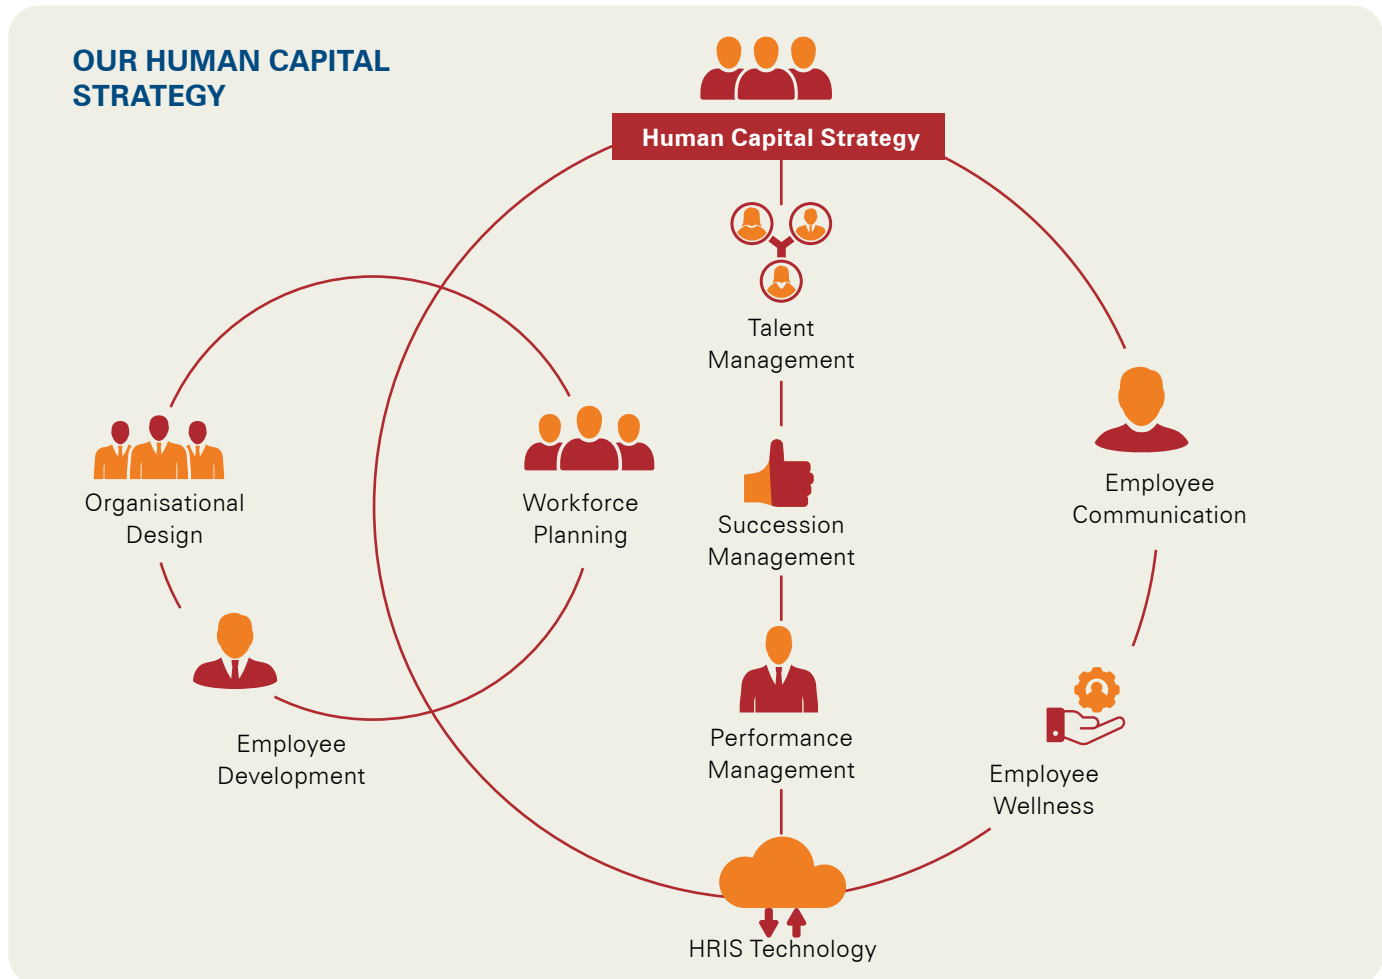 OUR HUMAN CAPITAL
STRATEGY
Human Capital Strategy
Talent
Management
Organisational
Design
Workforce
Planning
Succession
Management
Employee
Communication
Employee
Development
Performance
Management
Employee
Wellness
HRIS Technology